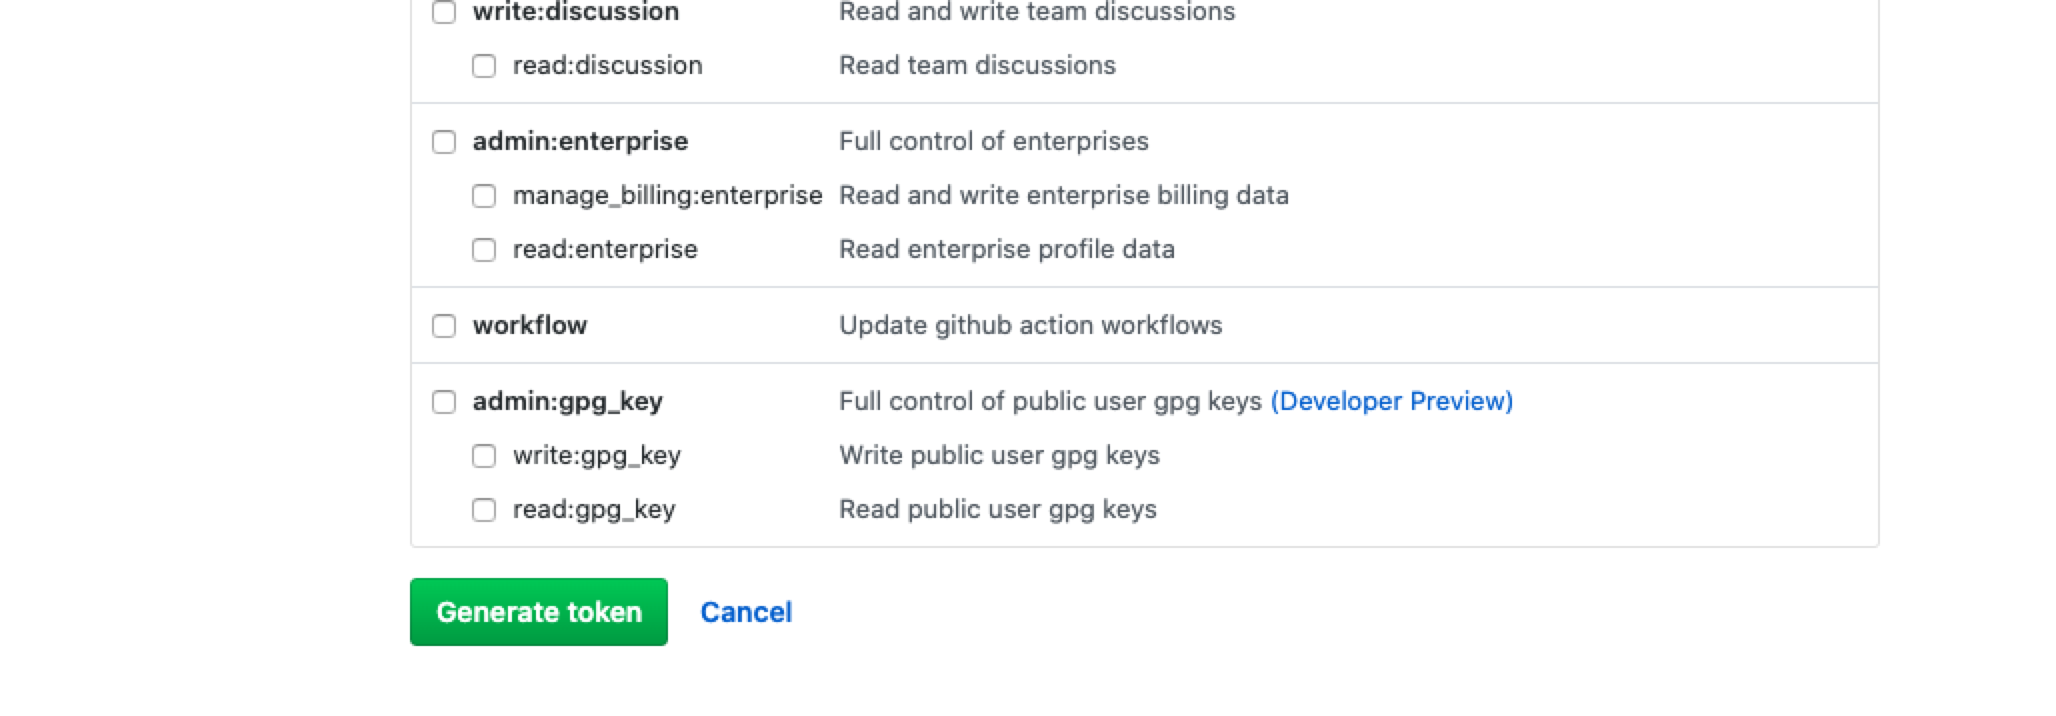 write:discussion Read and write team discussions
read:discussion Read team discussions
admin:enterprise Full control of enterprises
manage_billing:enterprise Read and write enterprise billing data
read:enterprise Read enterprise profile data
workflow Update github action workflows
admin:gpg_key Full control of public user gpg keys (Developer Preview)
write:gpg_key Write public user gpg keys
read:gpg_key Read public user gpg keys
Generate token Cancel